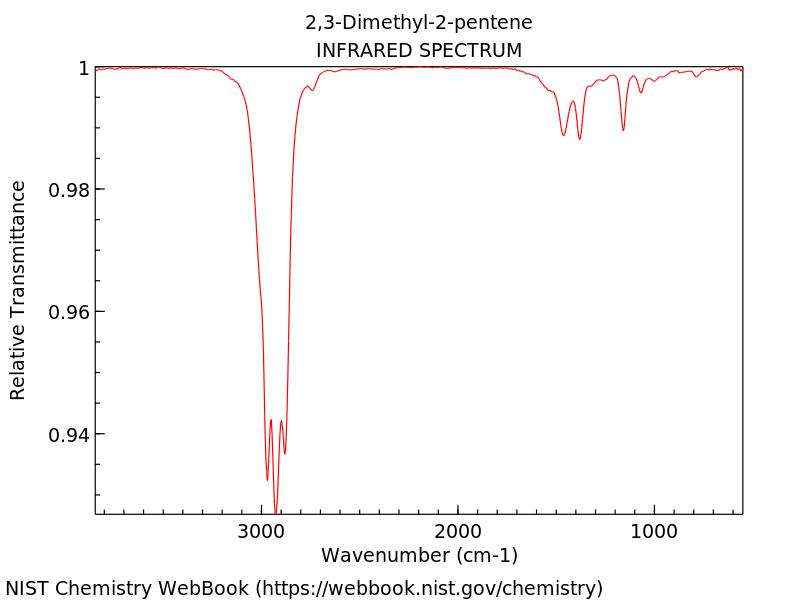 2,3-Dimethyl-2-pentene
INFRARED SPECTRUM
1
0.98
0.96
0.94
Relative Transmittance
3000 2000 1000
Wavenumber (cm-1)
NIST Chemistry WebBook (https://webbook.nist.gov/chemistry)